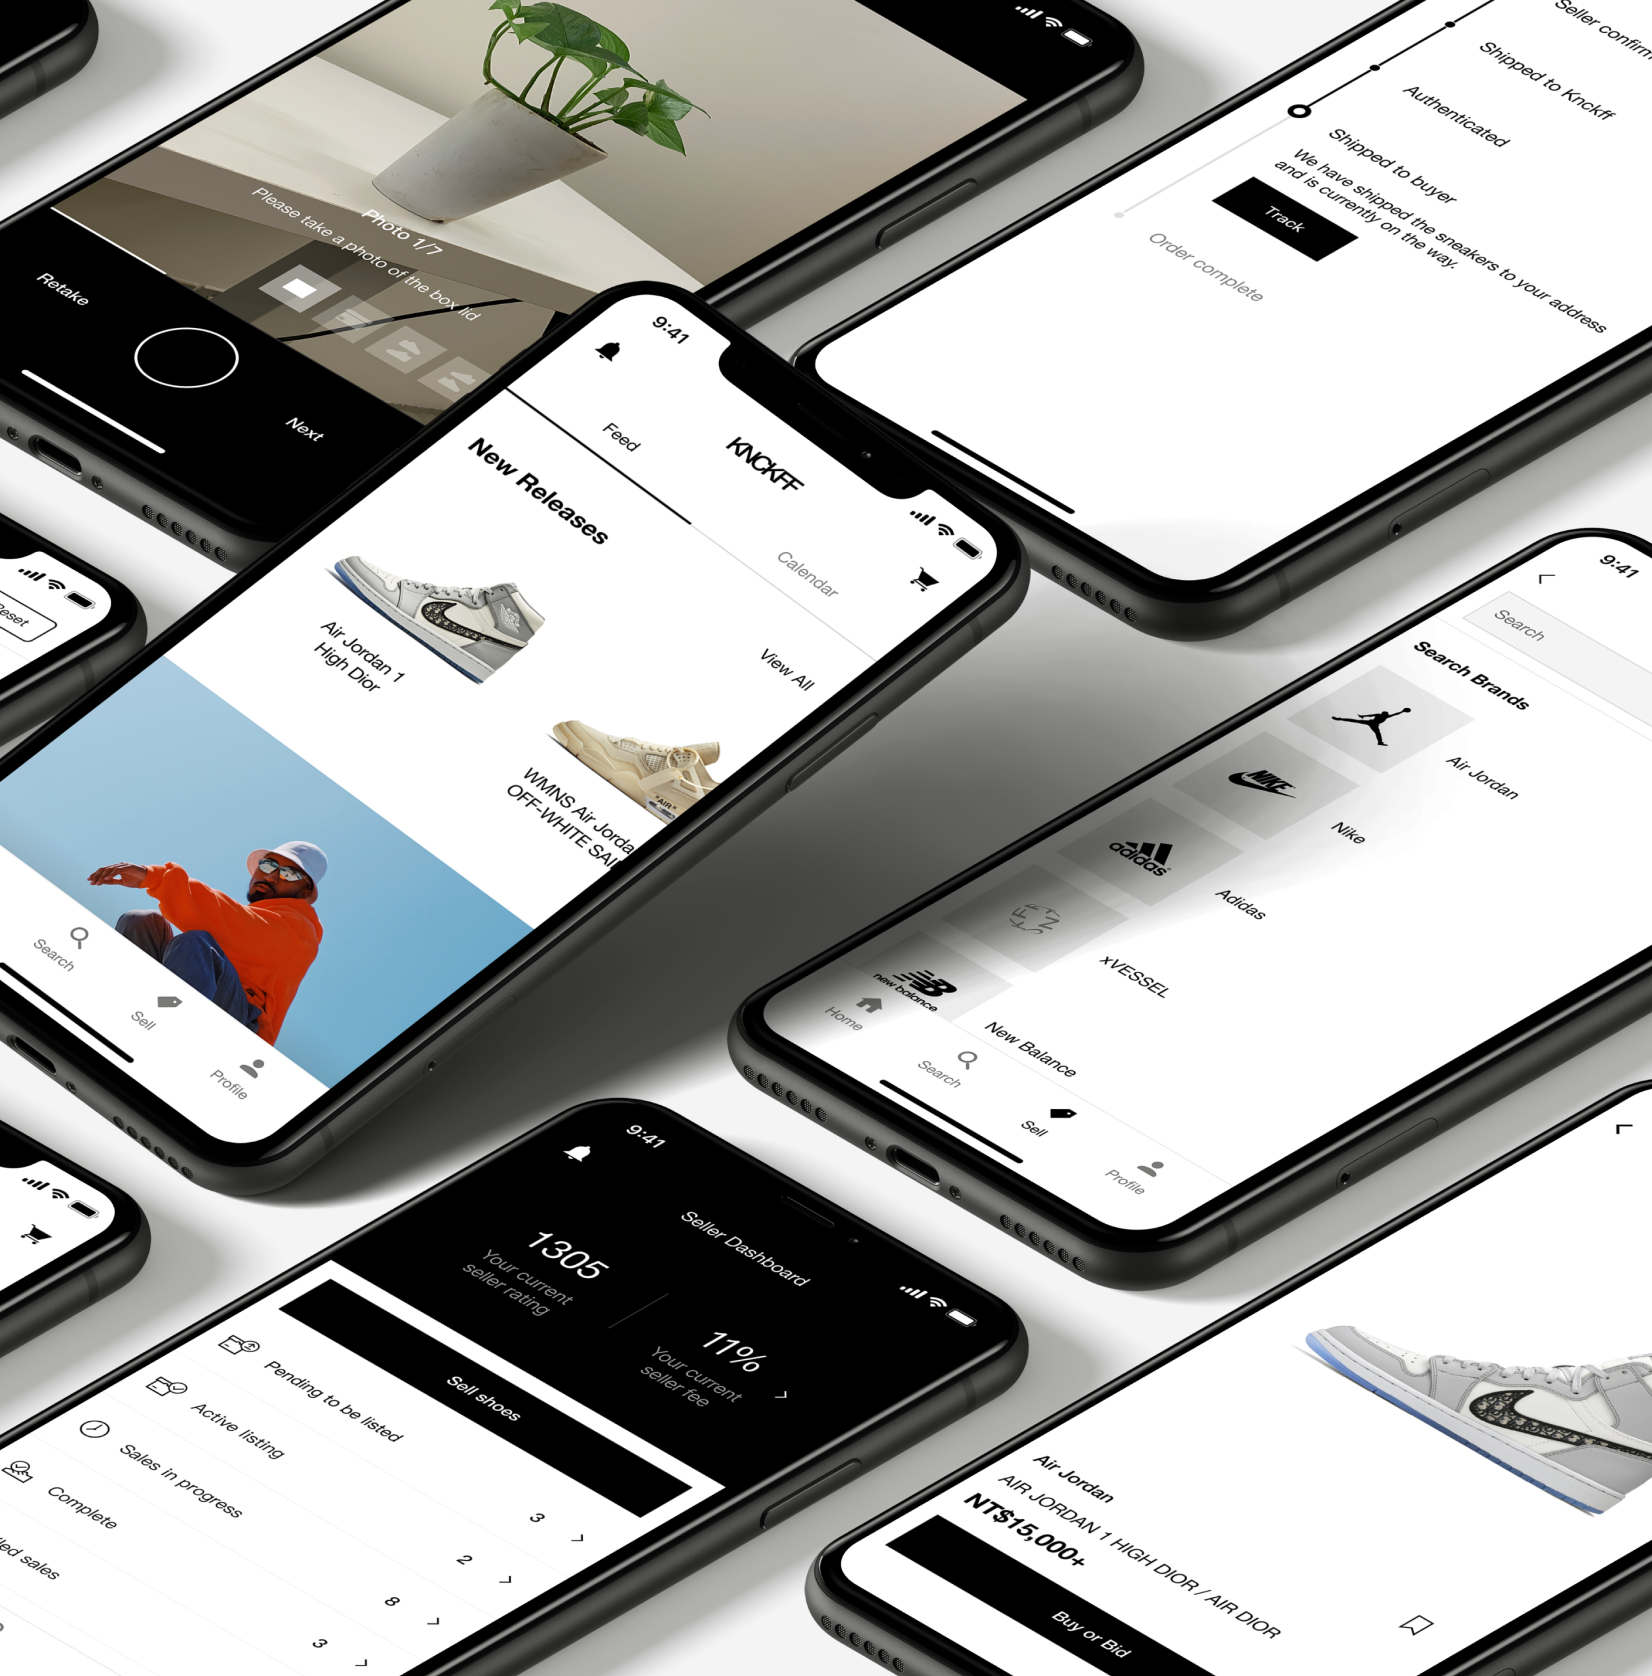 Photo 1/7
Please take a photo of the box lid
Retake
Next
Seller
Shipped to Knckff
Authenticated
Shipped to buyer
We have shipped the sneakers to your address
and is currently on the way.
Track
Order complete
9:41
KNCKFF
Feed
Calendar
New Releases
View All
Air Jordan 1
High Dior
"AIR"
WMNS Air
OFF-WHITE
Search
Sell
Profile
9:41
Search
Search Brands
Air Jordan
NIKE
Nike
adidas
Adidas
xVESSEL
new balance
New Balance
Home
Search
Sell
Profile
9:41
Seller Dashboard
1305
Your current
seller rating
11%
Your current
seller fee
Sell shoes
Pending to be listed
3
Active listing
2
Sales in progress
8
Complete
3
sales
Air Jordan
AIR JORDAN 1 HIGH DIOR / AIR DIOR
NT$15,000+
Buy or Bid